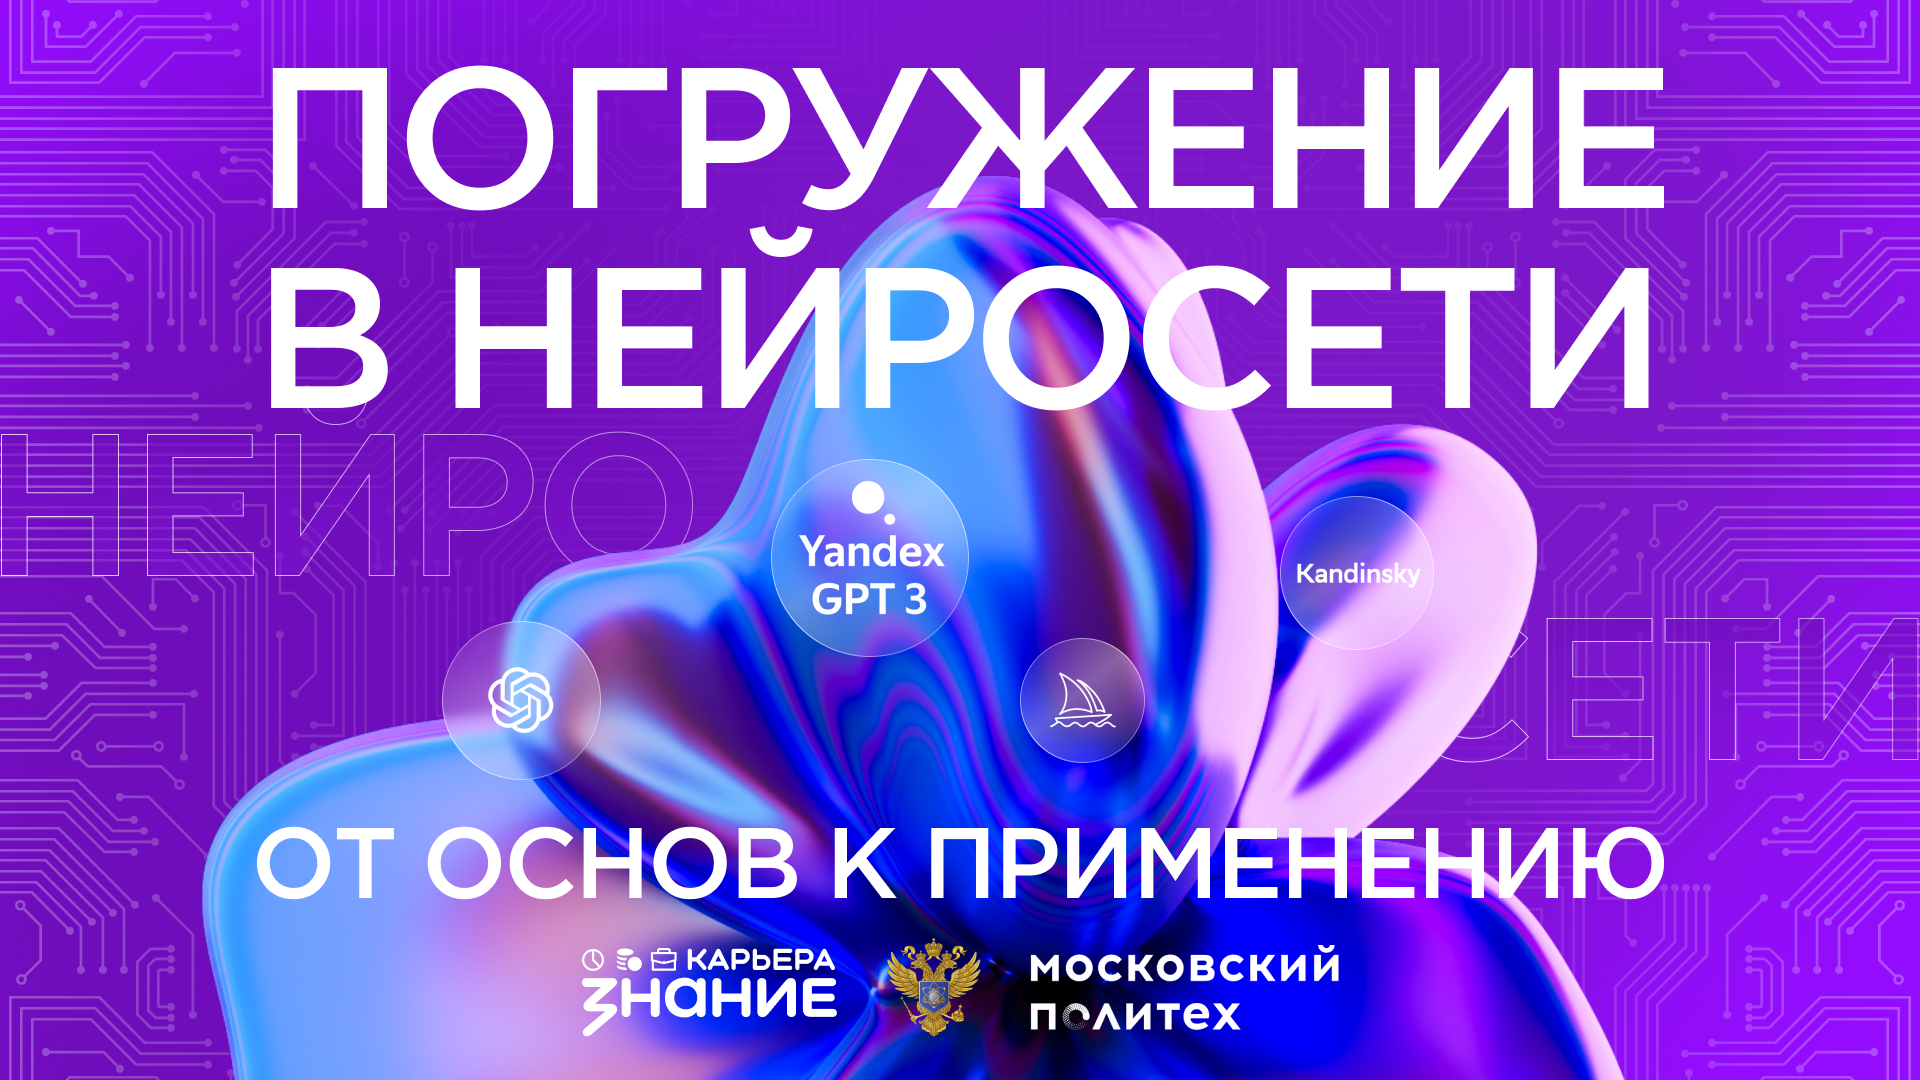 ПОГРУЖЕНИЕ
В НЕЙРОСЕТИ
НЕЙРО
Yandex
GPT 3
Kandinsky
СЕТИ
ОТ ОСНОВ К ПРИМЕНЕНИЮ
КАРЬЕРА
ЗНАНИЕ
МОСКОВСКИЙ
ПОЛИТЕХ